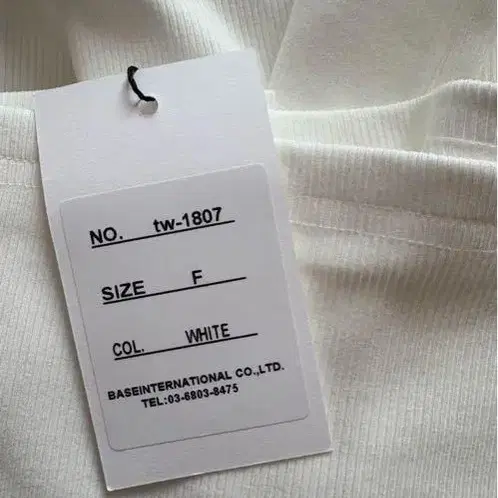 NO. tw-1807
SIZE F
COL. WHITE
BASEINTERNATIONAL CO.,LTD.
TEL:03-6803-8475